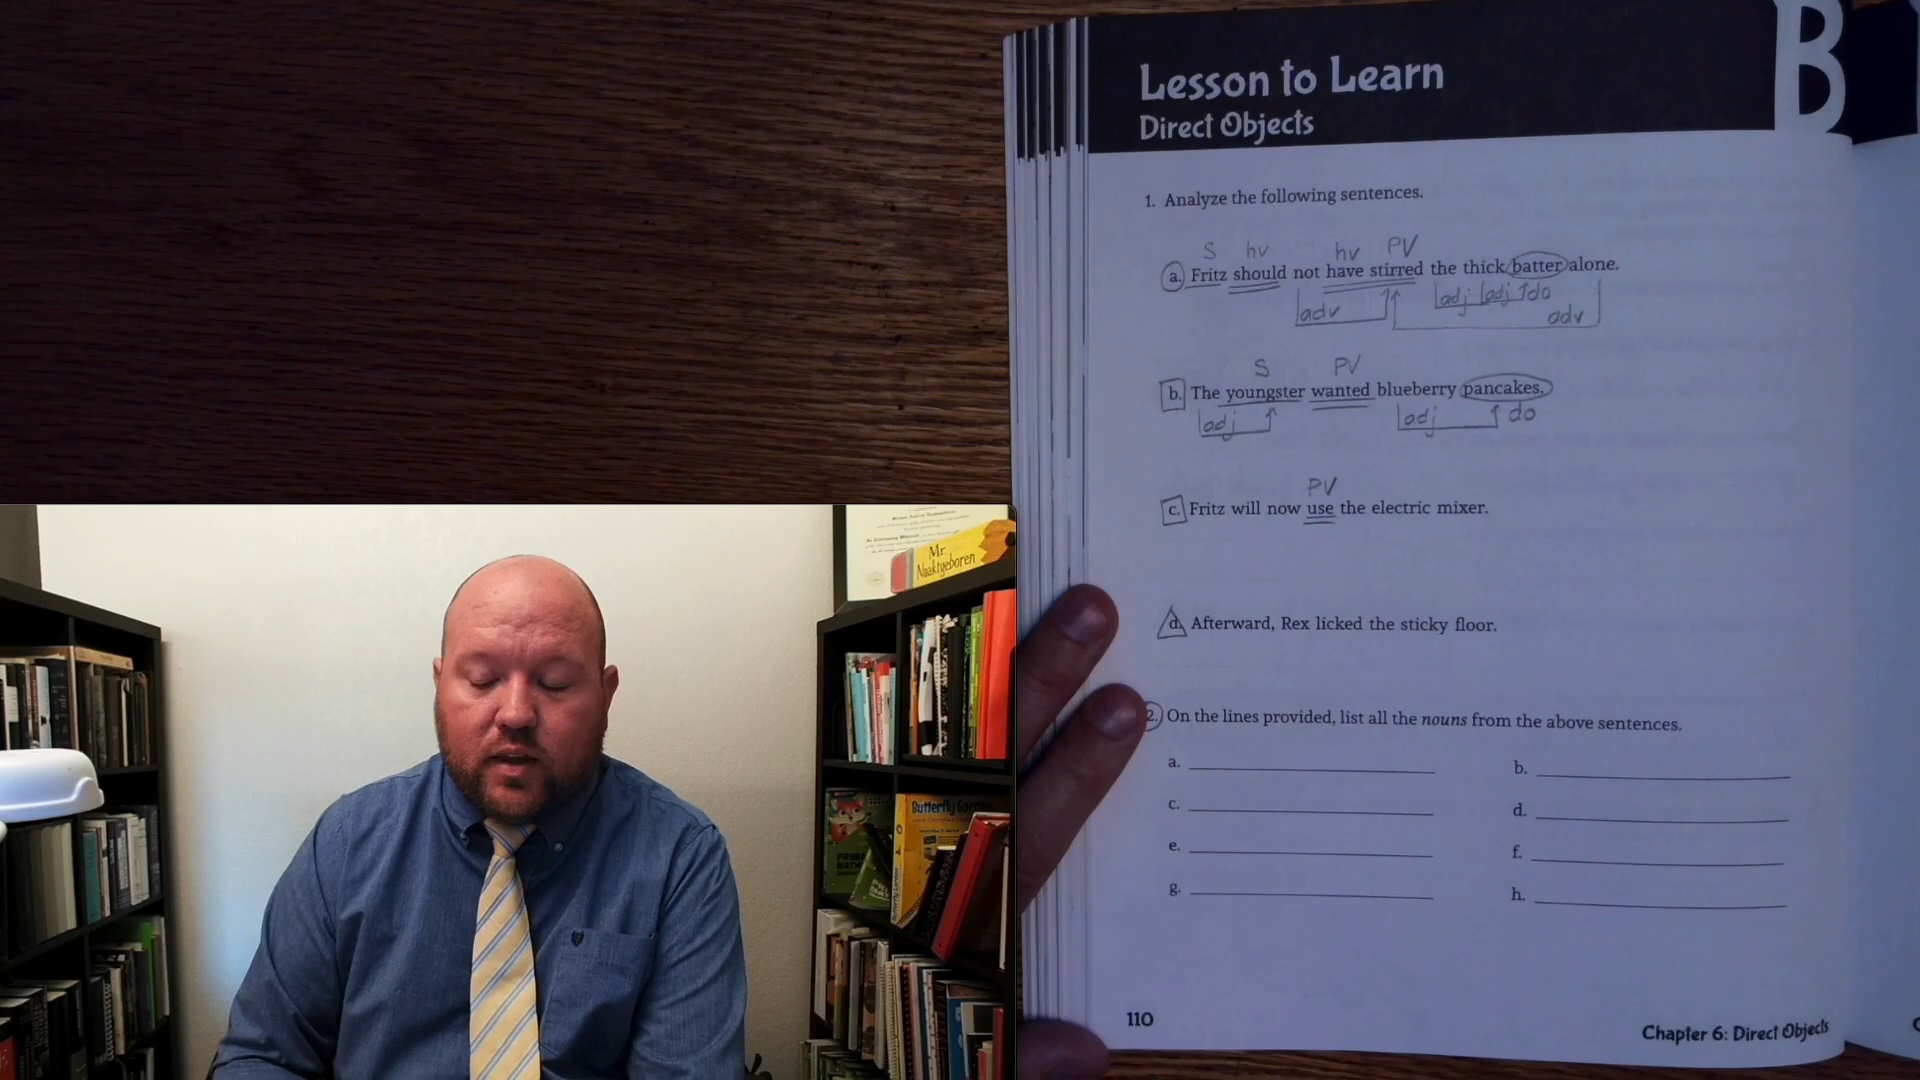 Lesson to Learn
B
Direct Objects
1. Analyze the following sentences.
S hv hv PV
a. Fritz should not have stirred the thick batter alone.
adj adj do
adv adv
S PV
b. The youngster wanted blueberry pancakes.
adj adj do
PV
c. Fritz will now use the electric mixer.
d. Afterward, Rex licked the sticky floor.
2. On the lines provided, list all the nouns from the above sentences.
a. b.
c. d.
e. f.
g. h.
110
Chapter 6: Direct Objects
Mr.
Naaktgeboren
Butterfly Garden